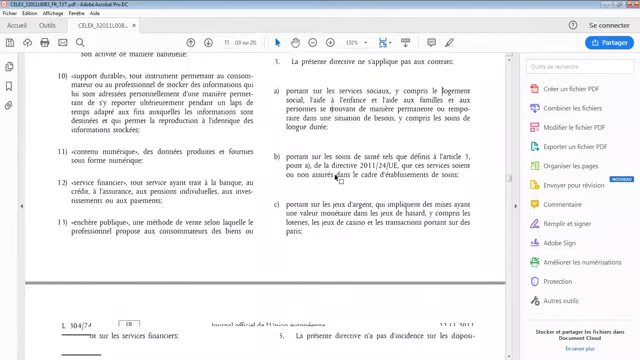 CELEX_32011L0083_FR_TXT.pdf - Adobe Acrobat Pro DC
Fichier Édition Affichage Fenêtre Aide
Accueil Outils CELEX_32011L008... ×
Se connecter
73 (10 sur 25) 132%
Partager
son activité de manière habituelle.
10) «support durable», tout instrument permettant au consom-
mateur ou au professionnel de stocker des informations qui
lui sont adressées personnellement d'une manière permet-
tant de s'y reporter ultérieurement pendant un laps de
temps adapté aux fins auxquelles les informations sont
destinées et qui permet la reproduction à l'identique des
informations stockées;
11) «contenu numérique», des données produites et fournies
sous forme numérique;
12) «service financier», tout service ayant trait à la banque, au
crédit, à l'assurance, aux pensions individuelles, aux inves-
tissements ou aux paiements;
13) «enchère publique», une méthode de vente selon laquelle le
professionnel propose aux consommateurs des biens ou
3. La présente directive ne s'applique pas aux contrats:
a) portant sur les services sociaux, y compris le logement
social, l'aide à l'enfance et l'aide aux familles et aux
personnes se trouvant de manière permanente ou tempo-
raire dans une situation de besoin, y compris les soins de
longue durée;
b) portant sur les soins de santé tels que définis à l'article 3,
point a), de la directive 2011/24/UE, que ces services soient
ou non assurés dans le cadre d'établissements de soins;
c) portant sur les jeux d'argent, qui impliquent des mises ayant
une valeur monétaire dans les jeux de hasard, y compris les
loteries, les jeux de casino et les transactions portant sur des
paris;
L 304/74 FR Journal officiel de l'Union européenne 22.11.2011
sur les services financiers;
5. La présente directive n'a pas d'incidence sur les disposi-
Outils de recherche
Créer un fichier PDF
Combiner les fichiers
Modifier le fichier PDF
Exporter un fichier PDF
Organiser les pages
NOUVEAU
Envoyer pour révision
Commentaire
Remplir et signer
Adobe Sign
Améliorer les numérisations
Protection
Autres outils
Stocker et partager les fichiers dans
Document Cloud
En savoir plus